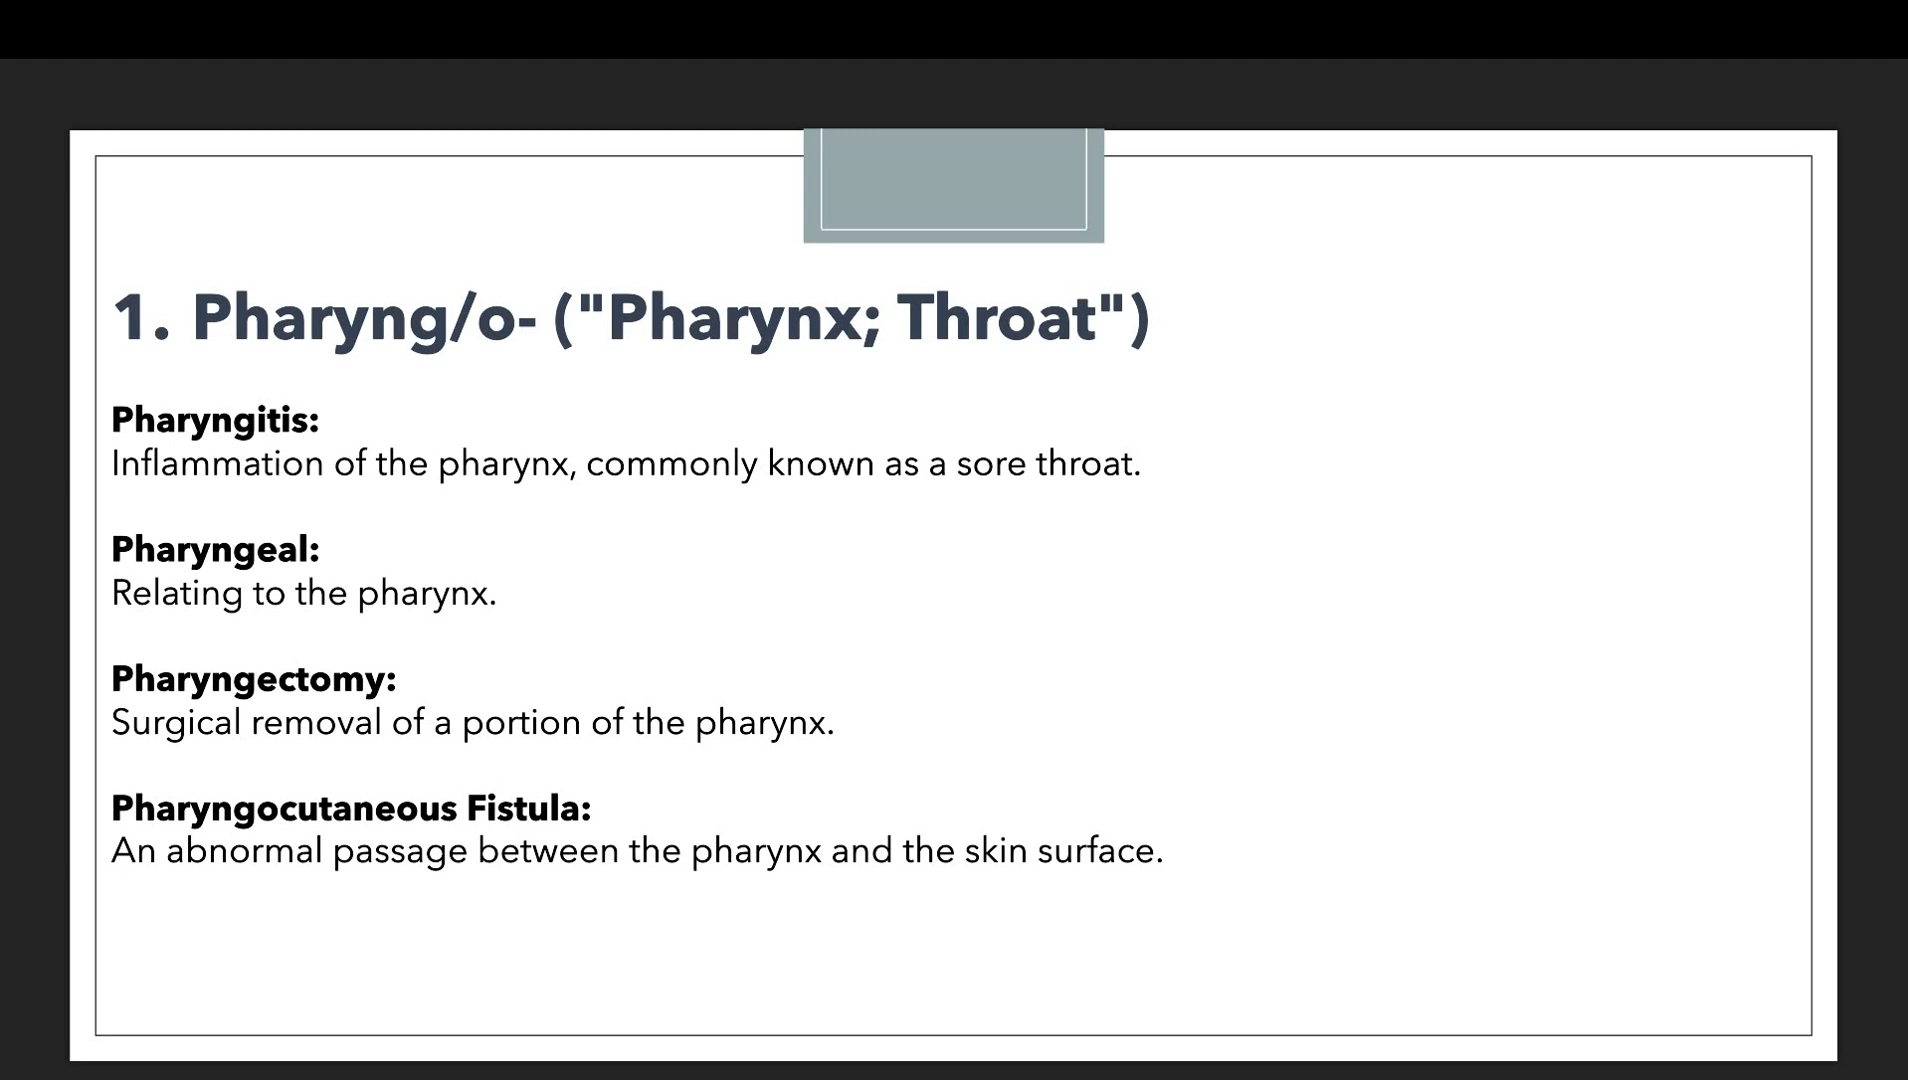 1. Pharyng/o- ("Pharynx; Throat")
Pharyngitis:
Inflammation of the pharynx, commonly known as a sore throat.
Pharyngeal:
Relating to the pharynx.
Pharyngectomy:
Surgical removal of a portion of the pharynx.
Pharyngocutaneous Fistula:
An abnormal passage between the pharynx and the skin surface.